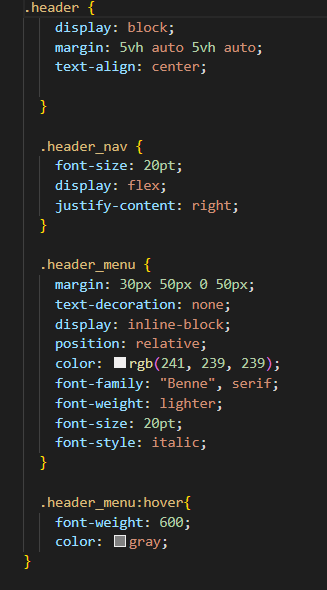 .header {
display: block;
margin: 5vh auto 5vh auto;
text-align: center;
}
.header_nav {
font-size: 20pt;
display: flex;
justify-content: right;
}
.header_menu {
margin: 30px 50px 0 50px;
text-decoration: none;
display: inline-block;
position: relative;
color: rgb(241, 239, 239);
font-family: "Benne", serif;
font-weight: lighter;
font-size: 20pt;
font-style: italic;
}
.header_menu:hover{
font-weight: 600;
color: gray;
}